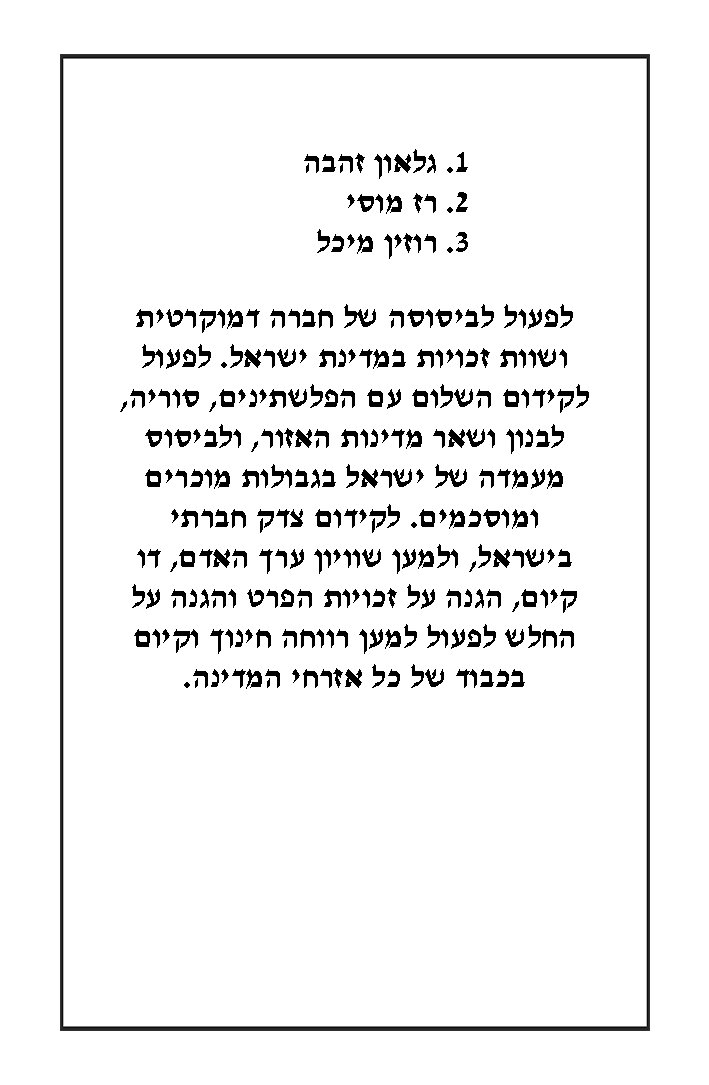 1. גלאון זהבה
2. רז מוסי
3. רוזין מיכל
לפעול לביסוסה של חברה דמוקרטית
ושוות זכויות במדינת ישראל. לפעול
לקידום השלום עם הפלשתינים, סוריה,
לבנון ושאר מדינות האזור, ולביסוס
מעמדה של ישראל בגבולות מוכרים
ומוסכמים. לקידום צדק חברתי
בישראל, ולמען שוויון ערך האדם, דו
קיום, הגנה על זכויות הפרט והגנה על
החלש לפעול למען רווחה חינוך וקיום
בכבוד של כל אזרחי המדינה.